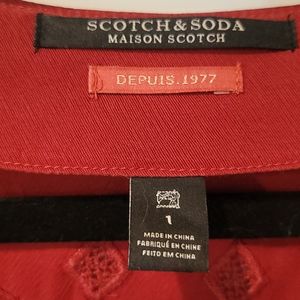 SCOTCH & SODA
MAISON SCOTCH
DEPUIS.1977
1
MADE IN CHINA
FABRIQUÉ EN CHINE
FEITO EM CHINA